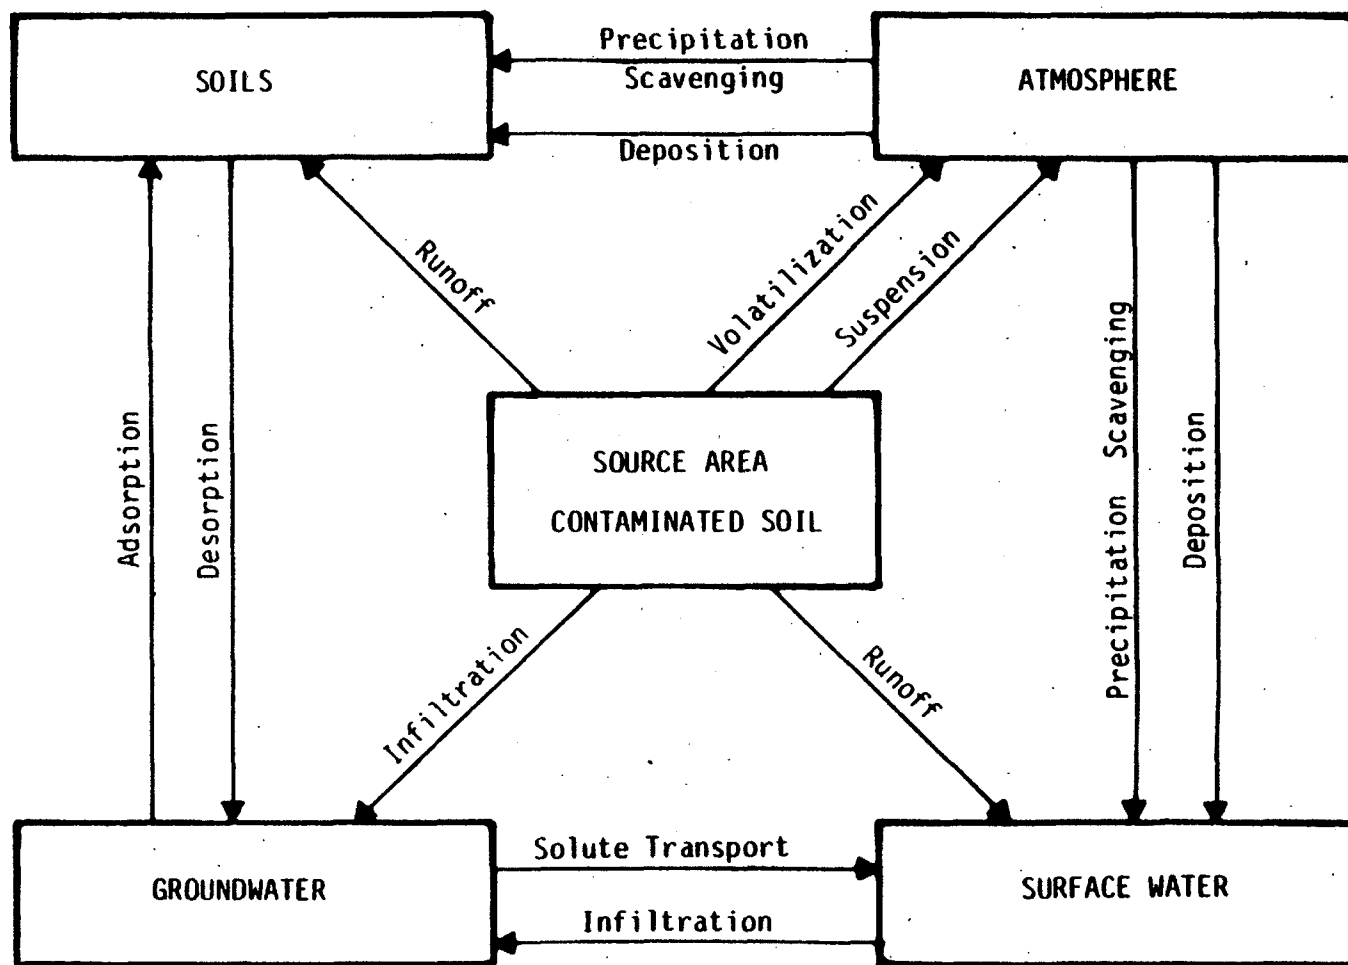 Precipitation
SOILS
Scavenging
ATMOSPHERE
Deposition
Runoff
Volatilization
Suspension
Adsorption
Desorption
SOURCE AREA
CONTAMINATED SOIL
Precipitation Scavenging
Deposition
Infiltration
Runoff
Solute Transport
GROUNDWATER
SURFACE WATER
Infiltration